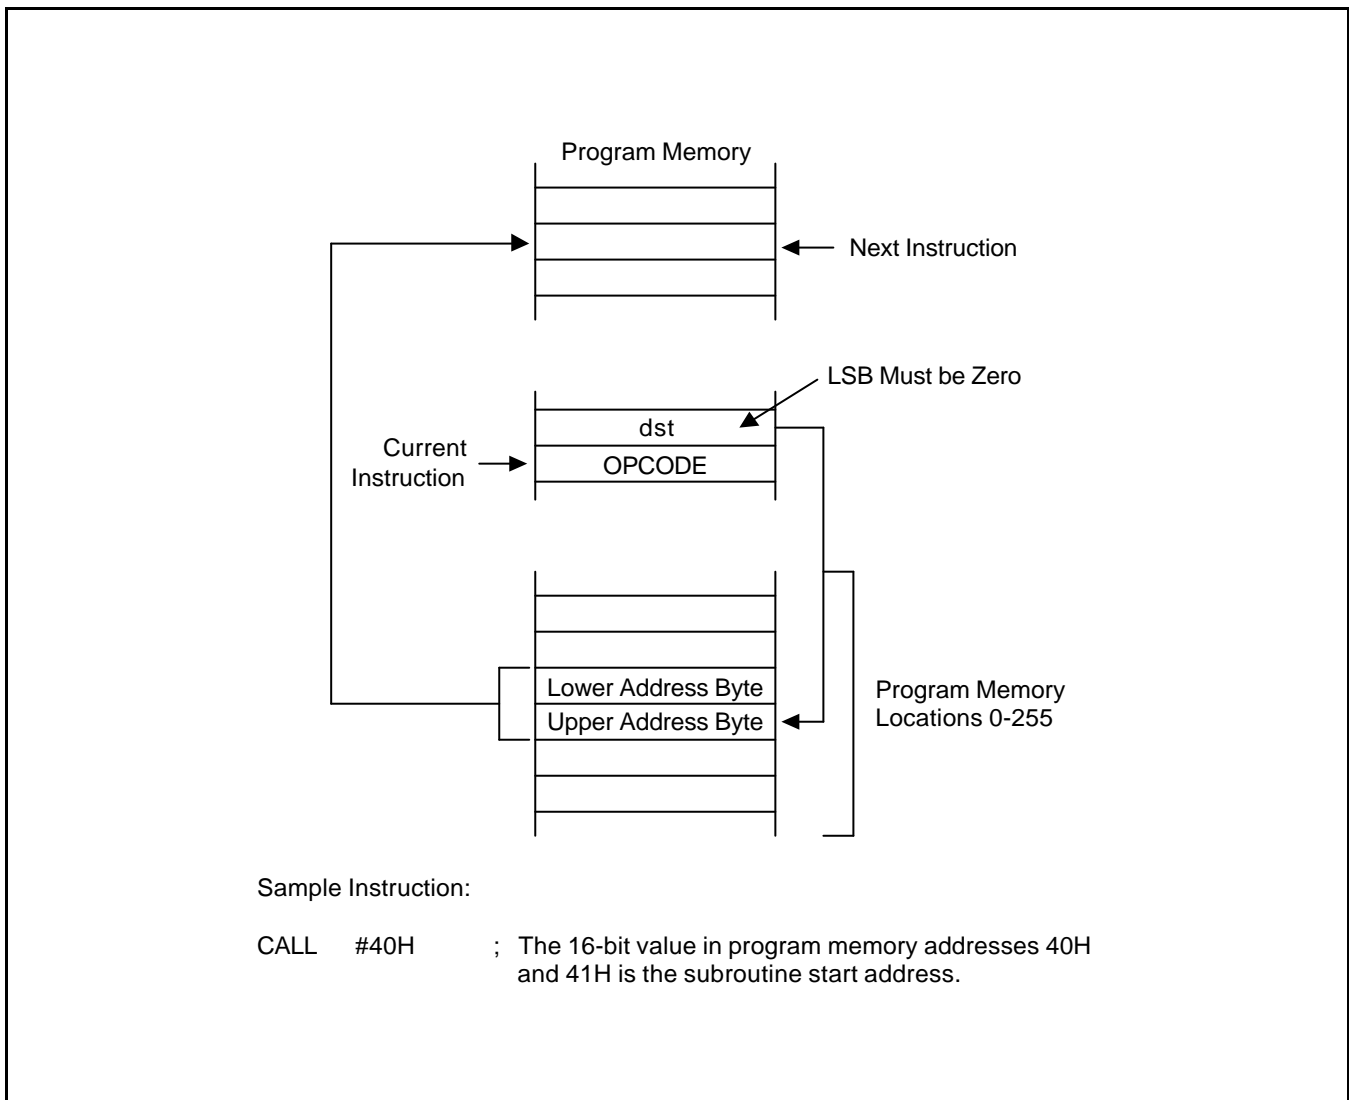 Program Memory
Next Instruction
LSB Must be Zero
dst
Current
Instruction
OPCODE
Lower Address Byte
Upper Address Byte
Program Memory
Locations 0-255
Sample Instruction:
CALL #40H ; The 16-bit value in program memory addresses 40H
and 41H is the subroutine start address.